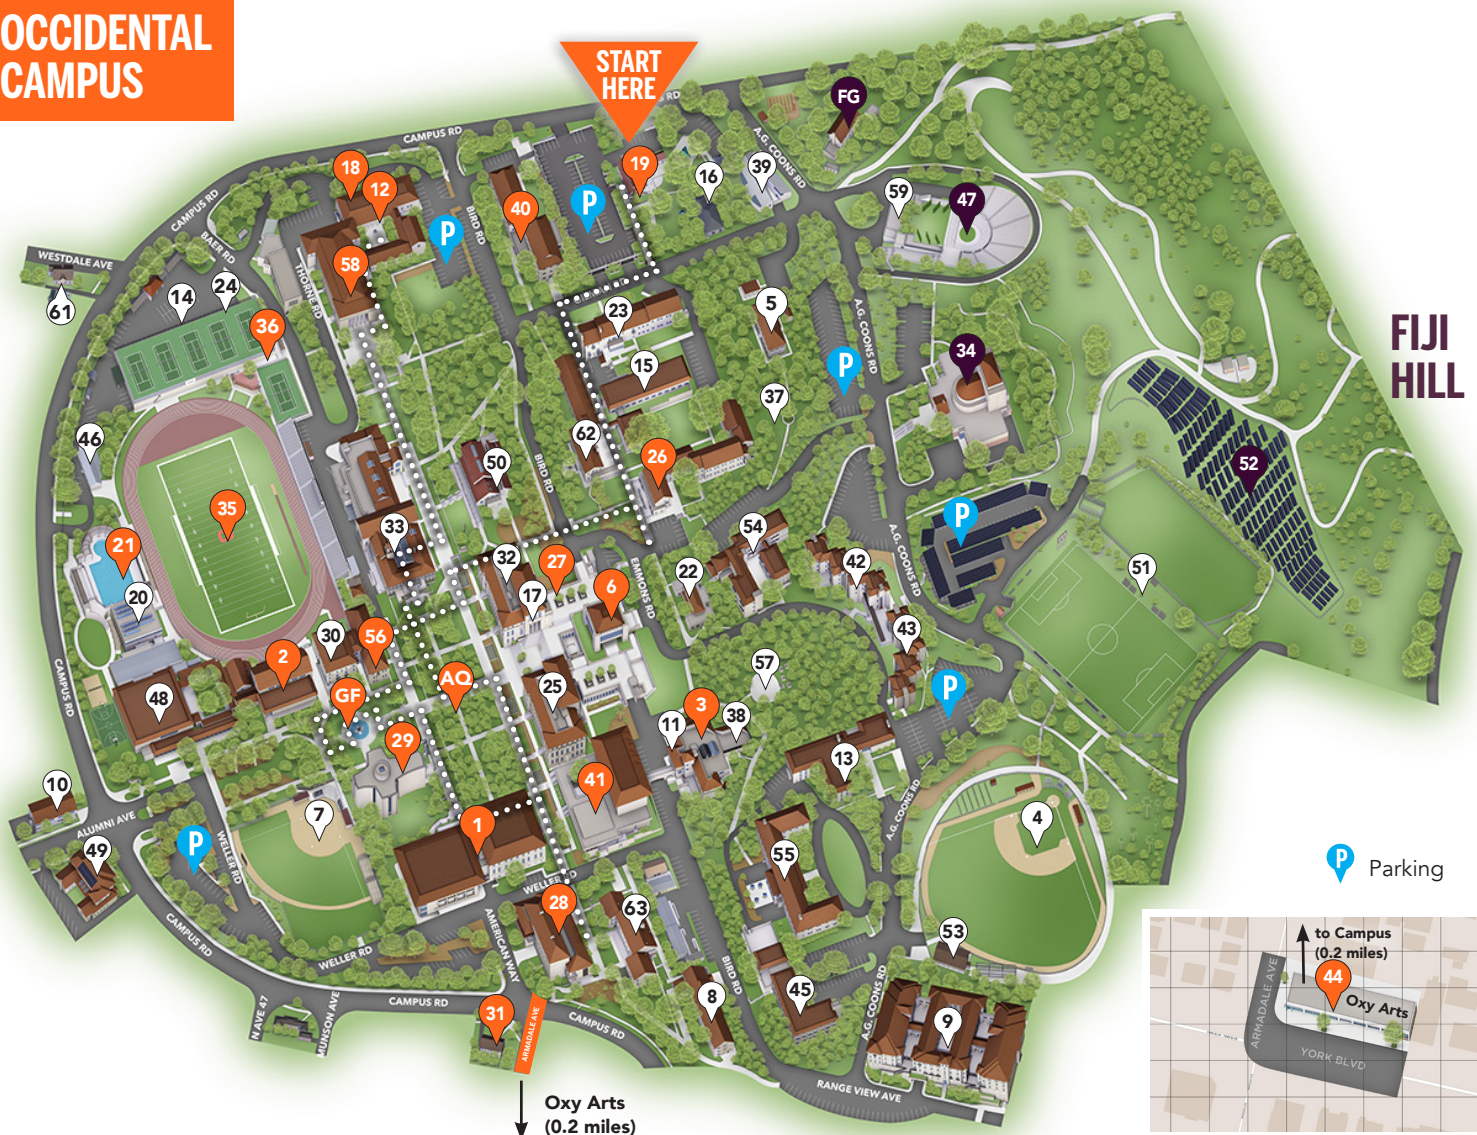 OCCIDENTAL
CAMPUS
START
HERE
RD
CAMPUS RD
FG
A.G. COONS RD
18
12
19
39
16
59
47
40
P
CAMPUS RD
BIRD RD
P
BAER RD
WESTDALE AVE
58
THORNE RD
61
14
24
36
23
5
A.G. COONS RD
FIJI
HILL
34
15
P
37
46
50
62
26
BIRD RD
52
35
33
54
P
21
32
27
42
A.G. COONS RD
51
20
17
6
EMMONS RD
22
30
56
43
2
57
CAMPUS RD
48
GF
AQ
25
P
29
11
3
38
10
41
13
7
1
A.G. COONS RD
4
ALUMNI AVE
P
WELLER RD
49
55
Parking
WELLER RD
28
63
53
AMERICAN WAY
CAMPUS RD
WELLER RD
BIRD RD
to Campus
(0.2 miles)
44
Oxy Arts
ARMADALE AVE
YORK BLVD
45
8
A.G. COONS RD
9
CAMPUS RD
N AVE 47
MUNSON AVE
31
ARMADALE AVE
CAMPUS RD
RANGE VIEW AVE
Oxy Arts
(0.2 miles)
P